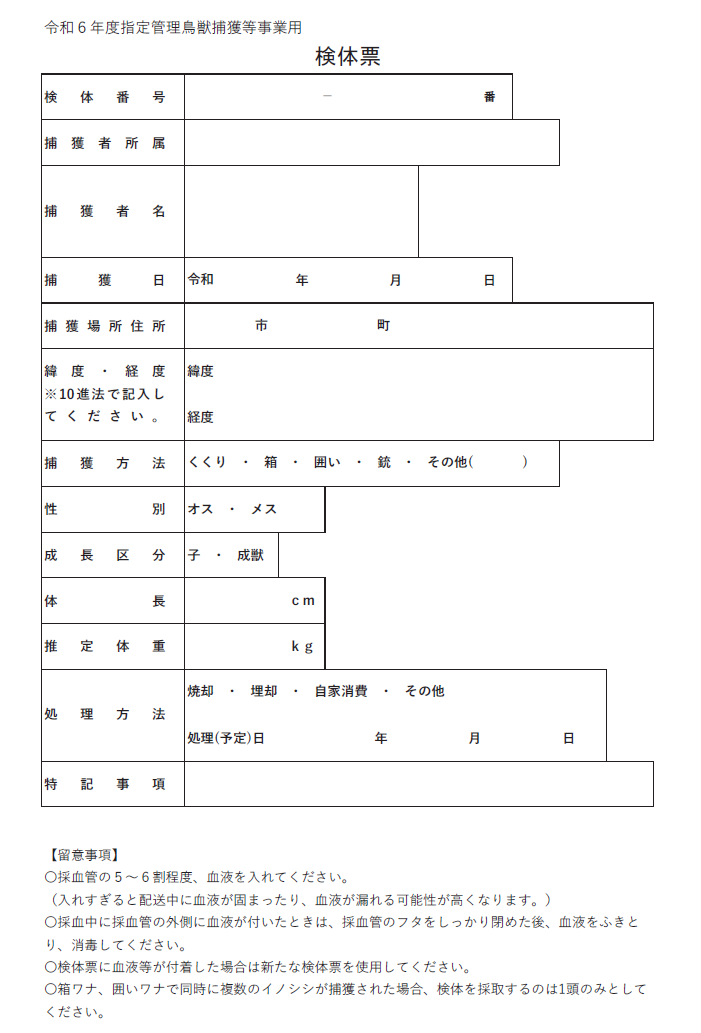 令和６年度指定管理鳥獣捕獲等事業用
検体票
検体番号 － 番
捕獲者所属
捕獲者名
捕獲日 令和 年 月 日
捕獲場所住所 市 町
緯度・経度
※10進法で記入し
てください。
緯度
経度
捕獲方法 くくり ・ 箱 ・ 囲い ・ 銃 ・ その他( )
性別 オス ・ メス
成長区分 子 ・ 成獣
体長 ｃｍ
推定体重 ｋｇ
処理方法
焼却 ・ 埋却 ・ 自家消費 ・ その他
処理(予定)日 年 月 日
特記事項
【留意事項】
〇採血管の５～６割程度、血液を入れてください。
（入れすぎると配送中に血液が固まったり、血液が漏れる可能性が高くなります。）
〇採血中に採血管の外側に血液が付いたときは、採血管のフタをしっかり閉めた後、血液をふきと
り、消毒してください。
〇検体票に血液等が付着した場合は新たな検体票を使用してください。
〇箱ワナ、囲いワナで同時に複数のイノシシが捕獲された場合、検体を採取するのは1頭のみとして
ください。